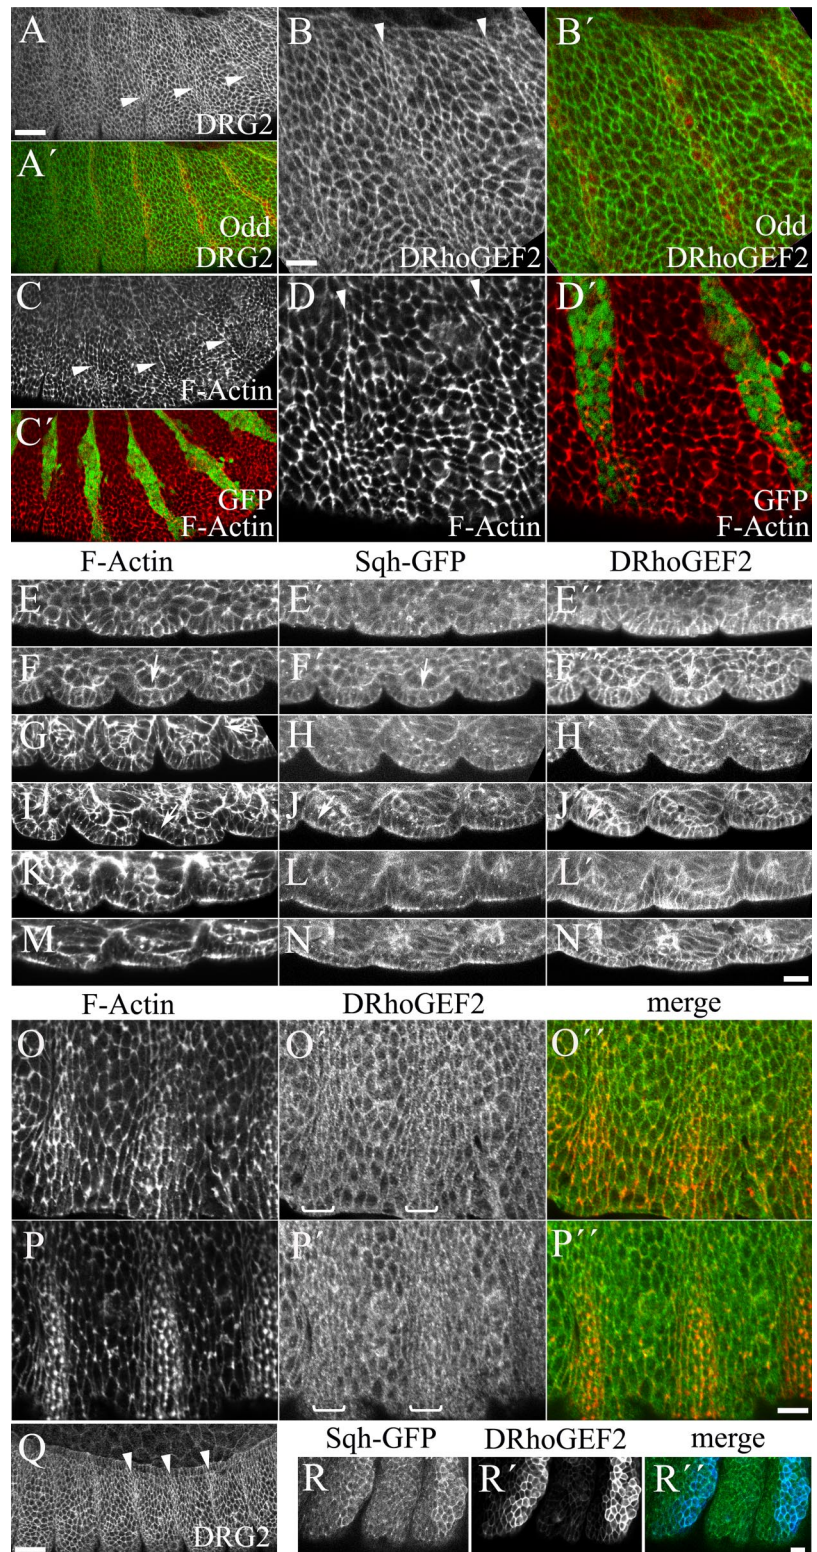 A
DRG2
A´
Odd
DRG2
B
DRhoGEF2
B´
Odd
DRhoGEF2
C
F-Actin
C´
GFP
F-Actin
D
F-Actin
D´
GFP
F-Actin
F-Actin Sqh-GFP DRhoGEF2
E E´ E´´
F F´ F´´
G H H´
I J J´
K L L´
M N N´
F-Actin DRhoGEF2 merge
O O´ O´´
P P´ P´´
Q
DRG2
Sqh-GFP DRhoGEF2 merge
R R´ R´´